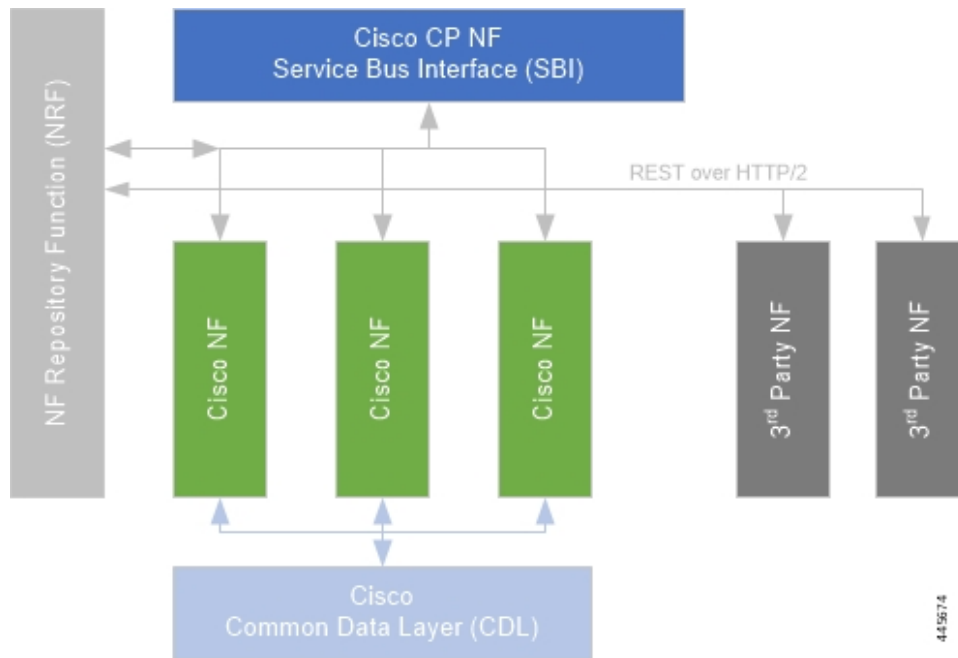 Cisco CP NF
Service Bus Interface (SBI)
NF Repository Function (NRF)
REST over HTTP/2
Cisco NF
Cisco NF
Cisco NF
3rd Party NF
3rd Party NF
Cisco
Common Data Layer (CDL)
445674